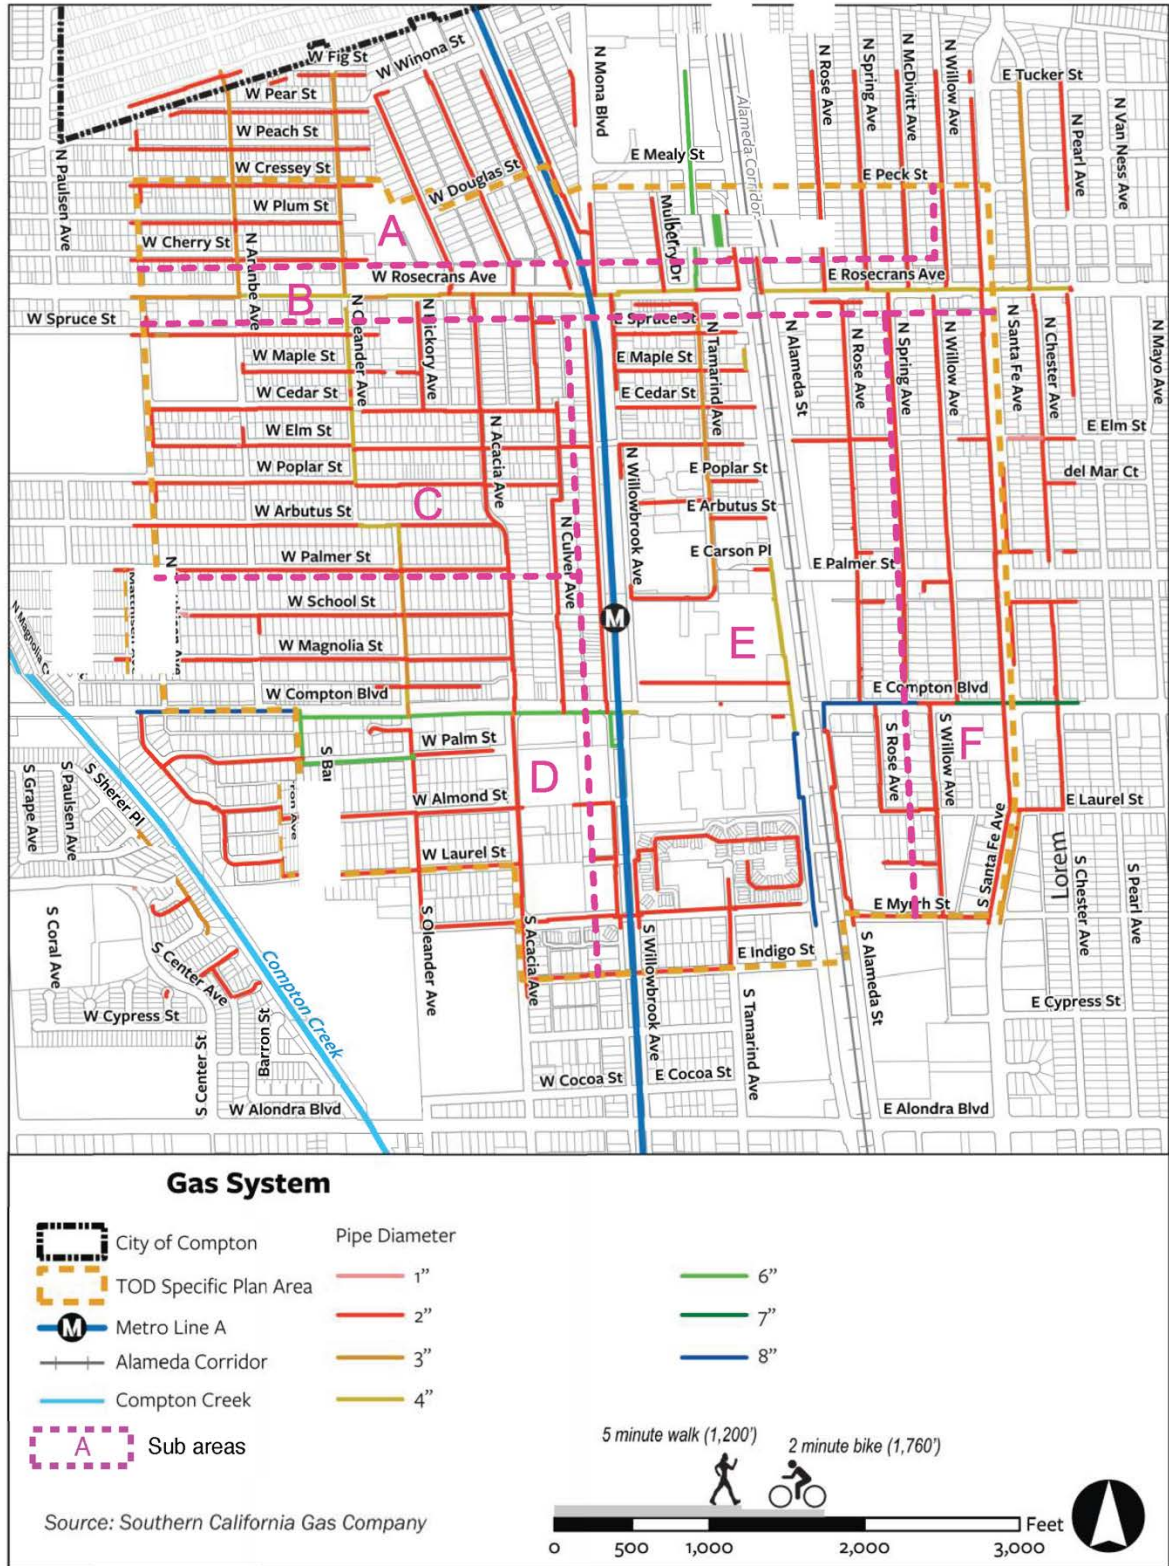 W Fig St
W Winona St
W Pear St
W Peach St
W Cressey St
W Plum St
W Cherry St
W Douglas St
W Rosecrans Ave
N Paulsen Ave
N Aranbe Ave
N Mona Blvd
E Mealy St
Alameda Corridor
Mulberry Dr
N Rose Ave
N Spring Ave
N McDivitt Ave
N Willow Ave
E Tucker St
N Pearl Ave
N Van Ness Ave
E Peck St
E Rosecrans Ave
A
B
W Spruce St
N Oleander Ave
N Hickory Ave
E Spruce St
W Maple St
E Maple St
W Cedar St
E Cedar St
N Tamarind Ave
N Alameda St
N Rose Ave
N Spring Ave
N Willow Ave
N Santa Fe Ave
N Chester Ave
N Mayo Ave
W Elm St
E Elm St
N Acacia Ave
W Poplar St
E Poplar St
del Mar Ct
C
N Willowbrook Ave
W Arbutus St
E Arbutus St
N Culver Ave
W Palmer St
E Carson Pl
E Palmer St
W School St
M
W Magnolia St
E
N Magnolia
W Compton Blvd
E Compton Blvd
W Palm St
D
S Rose Ave
S Willow Ave
F
S Grape Ave
S Paulsen Ave
S Sherer Pl
W Almond St
E Laurel St
W Laurel St
S Santa Fe Ave
Lorem
S Chester Ave
S Pearl Ave
E Myrrh St
S Coral Ave
S Center Ave
Compton Creek
S Oleander Ave
S Acacia Ave
S Willowbrook Ave
E Indigo St
S Tamarind Ave
S Alameda St
W Cypress St
E Cypress St
S Center St
Barron St
W Cocoa St
E Cocoa St
W Alondra Blvd
E Alondra Blvd
Gas System
City of Compton
TOD Specific Plan Area
M
Metro Line A
Alameda Corridor
Compton Creek
A
Sub areas
Pipe Diameter
1”
2”
3”
4”
6”
7”
8”
5 minute walk (1,200’)
2 minute bike (1,760’)
Source: Southern California Gas Company
Feet
0 500 1,000 2,000 3,000